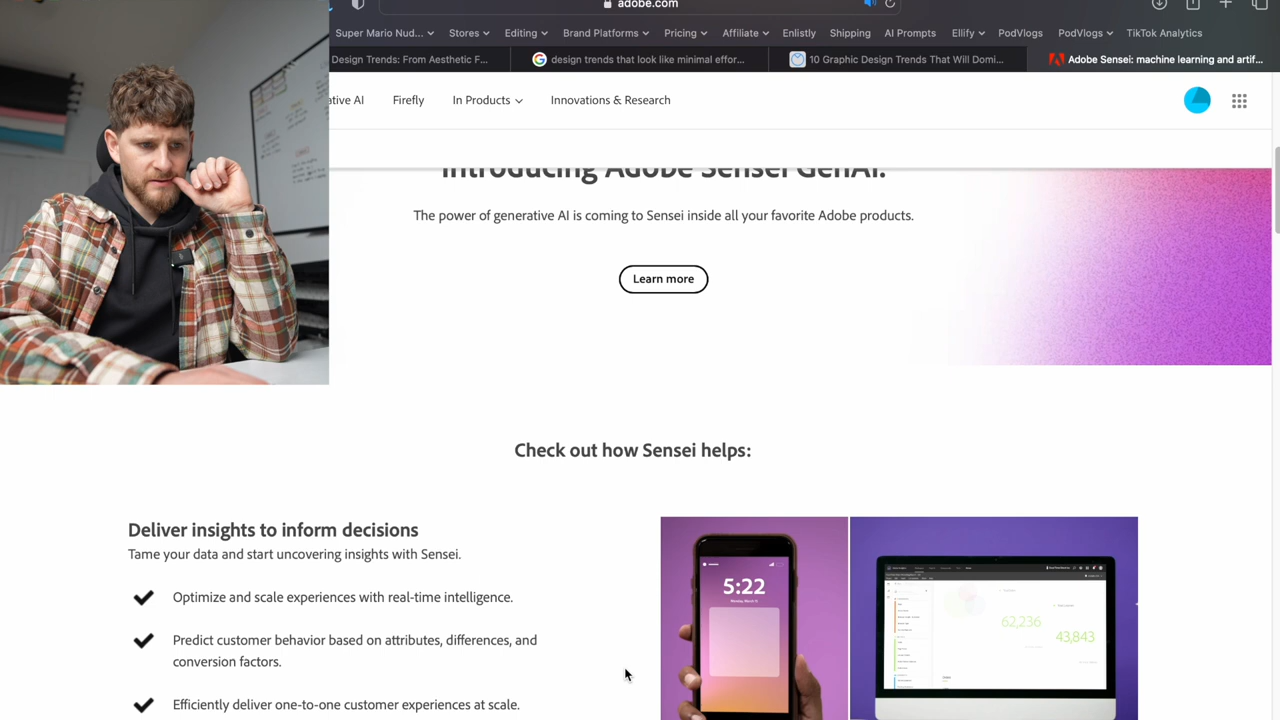 adobe.com
Super Mario Nud... Stores Editing Brand Platforms Pricing Affiliate Enlistly Shipping AI Prompts Ellify PodVlogs PodVlogs TikTok Analytics
Design Trends: From Aesthetic F... design trends that look like minimal effor... 10 Graphic Design Trends That Will Domi... Adobe Sensei: machine learning and artif...
ative AI Firefly In Products Innovations & Research
Introducing Adobe Sensei GenAI.
The power of generative AI is coming to Sensei inside all your favorite Adobe products.
Learn more
Check out how Sensei helps:
Deliver insights to inform decisions
Tame your data and start uncovering insights with Sensei.
Optimize and scale experiences with real-time intelligence.
Predict customer behavior based on attributes, differences, and
conversion factors.
Efficiently deliver one-to-one customer experiences at scale.
5:22
62,236
43,843